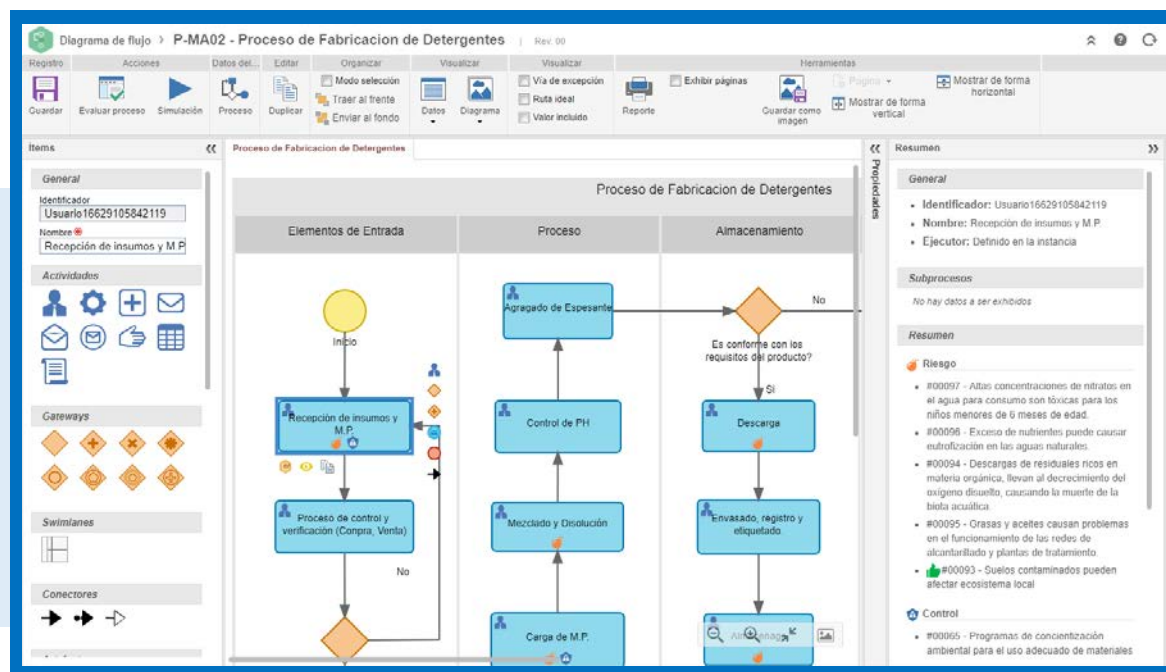 Diagrama de flujo > P-MA02 - Proceso de Fabricacion de Detergentes | Rev. 00
Registro Acciones Datos del... Editar Organizar Visualizar Visualizar Herramientas
Guardar
Evaluar proceso
Simulación
Proceso
Duplicar
Modo selección
Traer al frente
Enviar al fondo
Datos
Diagrama
Vía de excepción
Ruta ideal
Valor incluido
Reporte
Exhibir páginas
Guardar como
imagen
Página
Mostrar de forma
vertical
Mostrar de forma
horizontal
Items
General
Identificador
Usuario16629105842119
Nombre
Recepción de insumos y M.P
Actividades
Gateways
Swimlanes
Conectores
Proceso de Fabricacion de Detergentes
Proceso de Fabricacion de Detergentes
Elementos de Entrada
Proceso
Almacenamiento
Inicio
Recepción de insumos y
M.P.
Proceso de control y
verificación (Compra, Venta)
No
Agragado de Espesante
Control de PH
Mezclado y Disolución
Carga de M.P.
No
Es conforme con los
requisitos del producto?
Si
Descarga
Envasado, registro y
etiquetado
Propiedades
Resumen
General
• Identificador: Usuario16629105842119
• Nombre: Recepción de insumos y M.P.
• Ejecutor: Definido en la instancia
Subprocesos
No hay datos a ser exhibidos
Resumen
Riesgo
• #00097 - Altas concentraciones de nitratos en
el agua para consumo son tóxicas para los
niños menores de 6 meses de edad.
• #00096 - Exceso de nutrientes puede causar
eutrofización en las aguas naturales.
• #00094 - Descargas de residuales ricos en
materia orgánica, llevan al decrecimiento del
oxígeno disuelto, causando la muerte de la
biota acuática.
• #00095 - Grasas y aceites causan problemas
en el funcionamiento de las redes de
alcantarillado y plantas de tratamiento.
• #00093 - Suelos contaminados pueden
afectar ecosistema local
Control
• #00065 - Programas de concientización
ambiental para el uso adecuado de materiales